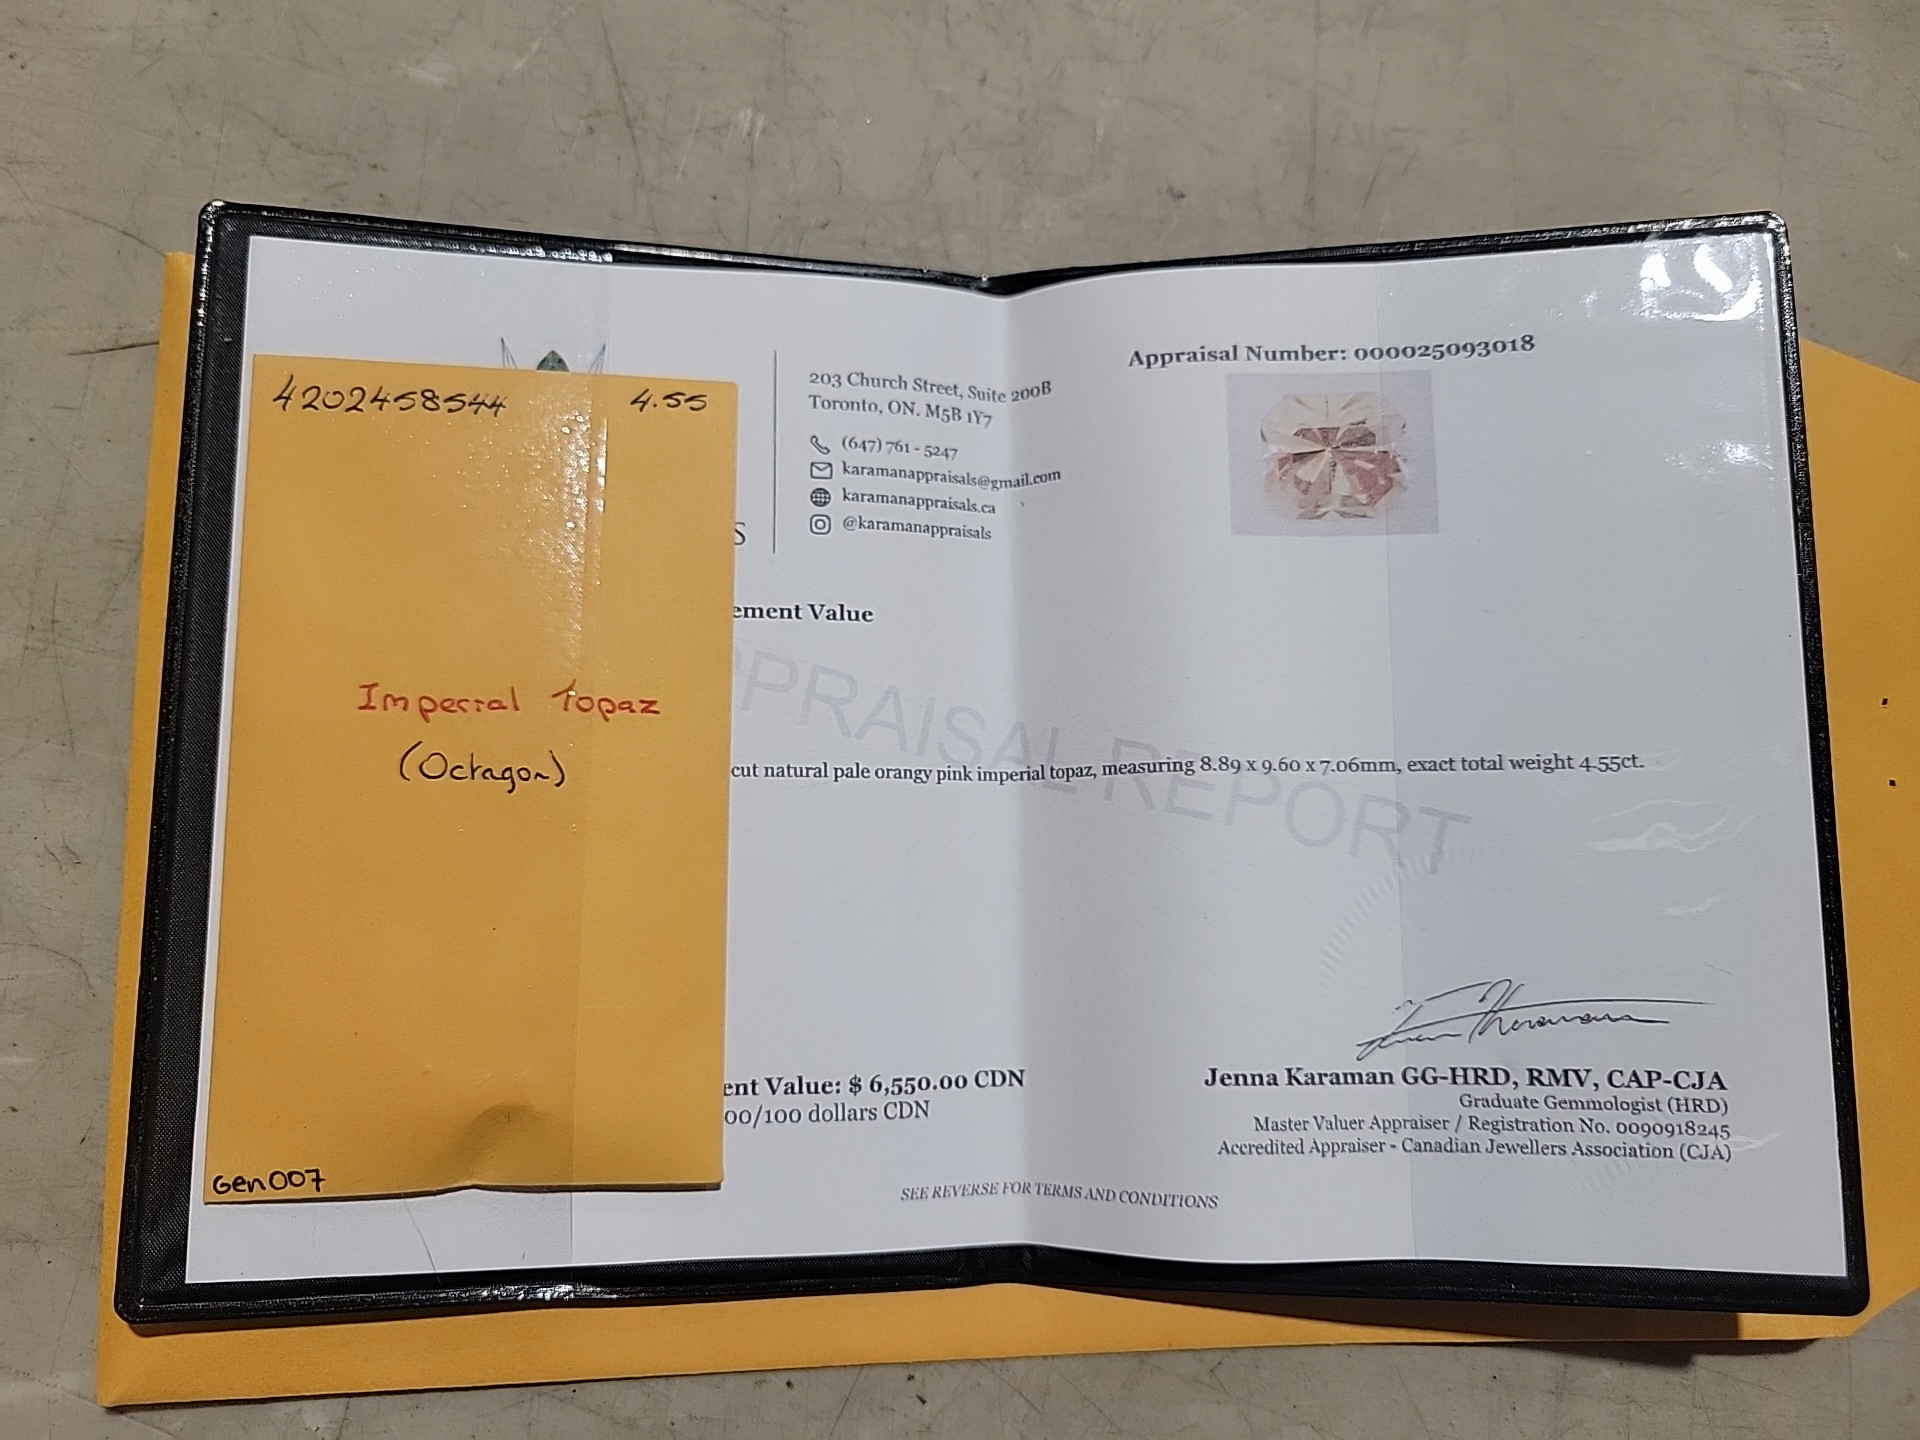 4202458544 4.55
Imperial Topaz
(Octagon)
Gen007
203 Church Street, Suite 200B
Toronto, ON. M5B 1Y7
(647) 761 - 5247
karamanappraisals@gmail.com
karamanappraisals.ca
@karamanappraisals
S
Appraisal Number: 000025093018
ement Value
PPRAISAL REPORT
cut natural pale orangy pink imperial topaz, measuring 8.89 x 9.60 x 7.06mm, exact total weight 4.55ct.
ent Value: $ 6,550.00 CDN
00/100 dollars CDN
Jenna Karaman GG-HRD, RMV, CAP-CJA
Graduate Gemmologist (HRD)
Master Valuer Appraiser / Registration No. 0090918245
Accredited Appraiser - Canadian Jewellers Association (CJA)
SEE REVERSE FOR TERMS AND CONDITIONS